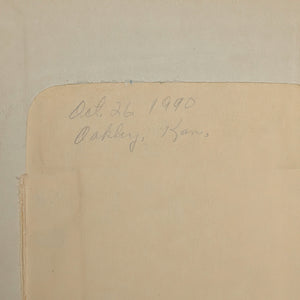 Oct. 26 1990
Oakley, Kan.